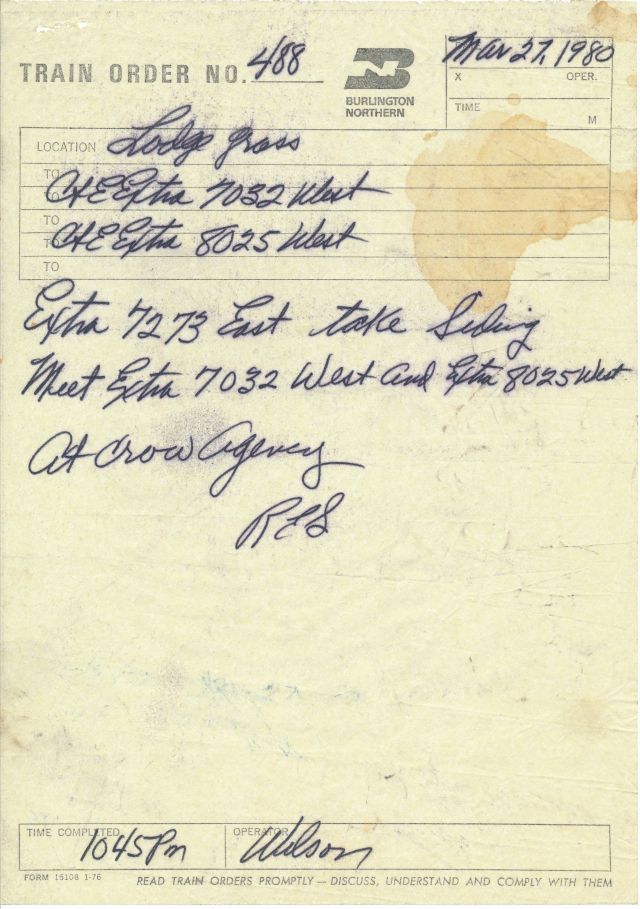 TRAIN ORDER NO. 488
BURLINGTON
NORTHERN
Mar 27, 1980
X OPER.
TIME
M
LOCATION Lodge Grass
TO
C&E Extra 7032 West
TO
TO
C&E Extra 8025 West
TO
TO
Extra 7273 East take Siding
Meet Extra 7032 West and Extra 8025 West
At Crow Agency
RES
TIME COMPLETED 1045 Pm OPERATOR Wilson
FORM 15108 1-76 READ TRAIN ORDERS PROMPTLY — DISCUSS, UNDERSTAND AND COMPLY WITH THEM